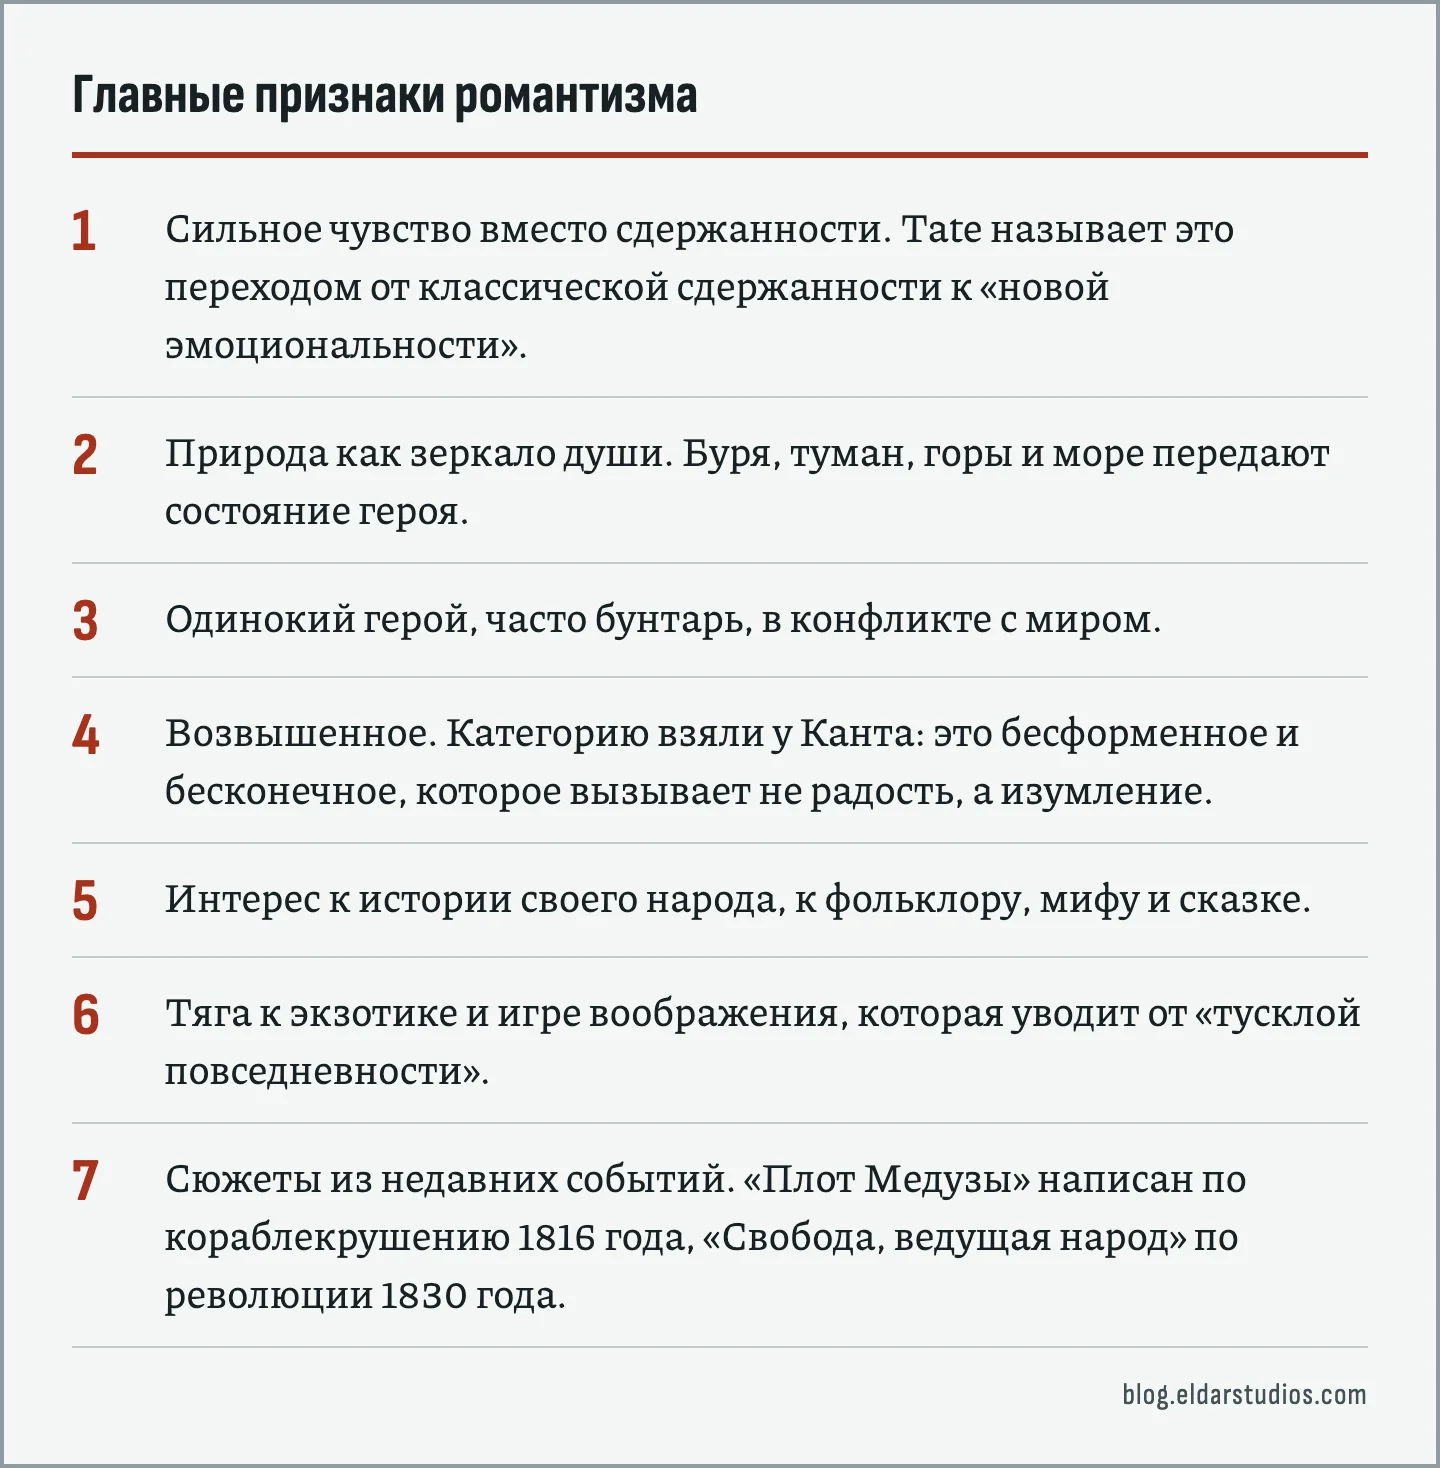 Главные признаки романтизма
1 Сильное чувство вместо сдержанности. Tate называет это
переходом от классической сдержанности к «новой
эмоциональности».
2 Природа как зеркало души. Буря, туман, горы и море передают
состояние героя.
3 Одинокий герой, часто бунтарь, в конфликте с миром.
4 Возвышенное. Категорию взяли у Канта: это бесформенное и
бесконечное, которое вызывает не радость, а изумление.
5 Интерес к истории своего народа, к фольклору, мифу и сказке.
6 Тяга к экзотике и игре воображения, которая уводит от «тусклой
повседневности».
7 Сюжеты из недавних событий. «Плот Медузы» написан по
кораблекрушению 1816 года, «Свобода, ведущая народ» по
революции 1830 года.
blog.eldarstudios.com